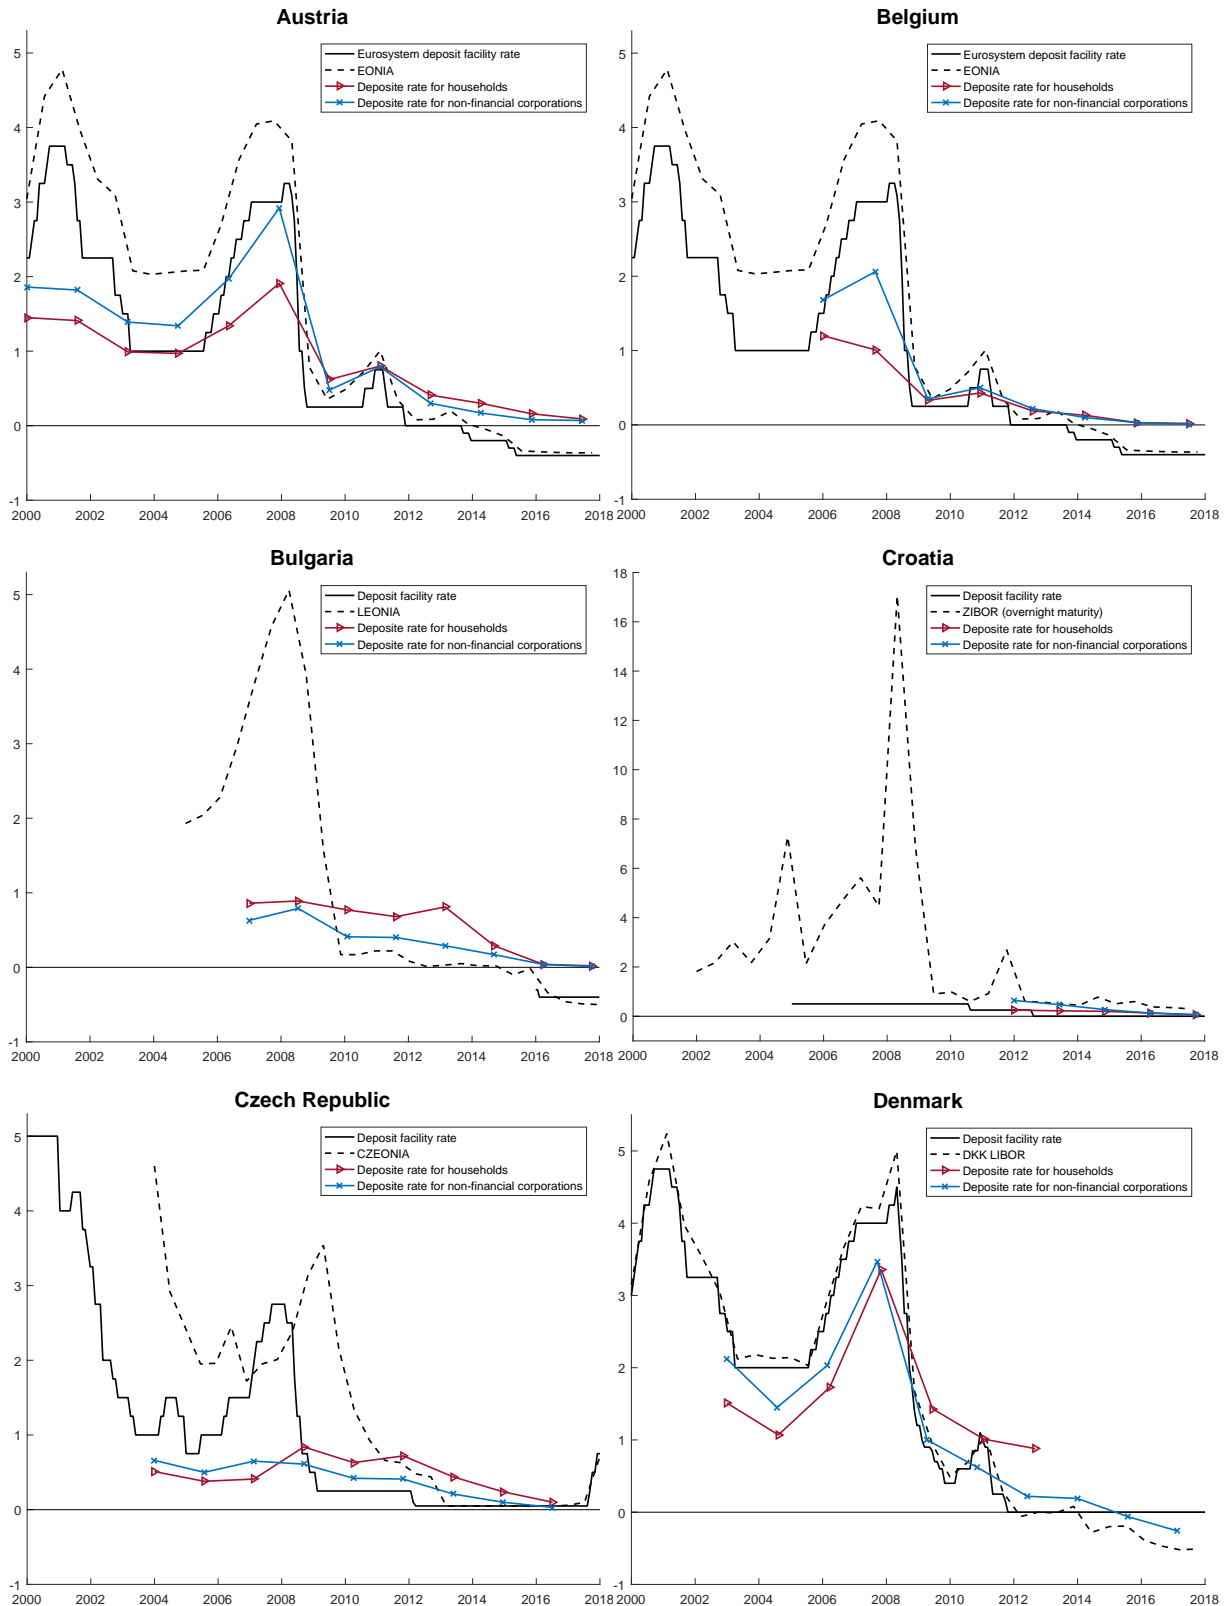 Austria
5
4
3
2
1
0
-1
2000 2002 2004 2006 2008 2010 2012 2014 2016 2018
Eurosystem deposit facility rate
EONIA
Deposite rate for households
Deposite rate for non-financial corporations
Belgium
5
4
3
2
1
0
-1
2000 2002 2004 2006 2008 2010 2012 2014 2016 2018
Eurosystem deposit facility rate
EONIA
Deposite rate for households
Deposite rate for non-financial corporations
Bulgaria
5
4
3
2
1
0
-1
2000 2002 2004 2006 2008 2010 2012 2014 2016 2018
Deposit facility rate
LEONIA
Deposite rate for households
Deposite rate for non-financial corporations
Croatia
18
16
14
12
10
8
6
4
2
0
2000 2002 2004 2006 2008 2010 2012 2014 2016 2018
Deposit facility rate
ZIBOR (overnight maturity)
Deposite rate for households
Deposite rate for non-financial corporations
Czech Republic
5
4
3
2
1
0
-1
2000 2002 2004 2006 2008 2010 2012 2014 2016 2018
Deposit facility rate
CZEONIA
Deposite rate for households
Deposite rate for non-financial corporations
Denmark
5
4
3
2
1
0
-1
2000 2002 2004 2006 2008 2010 2012 2014 2016 2018
Deposit facility rate
DKK LIBOR
Deposite rate for households
Deposite rate for non-financial corporations